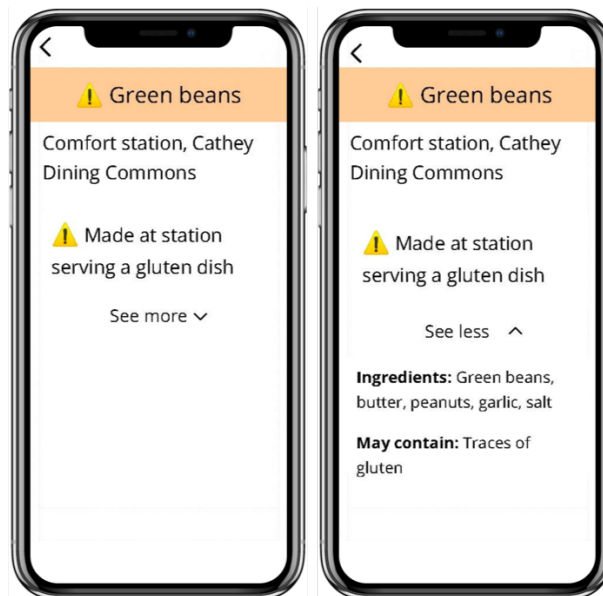 Green beans
Comfort station, Cathey
Dining Commons
Made at station
serving a gluten dish
See more
Green beans
Comfort station, Cathey
Dining Commons
Made at station
serving a gluten dish
See less
Ingredients: Green beans,
butter, peanuts, garlic, salt
May contain: Traces of
gluten